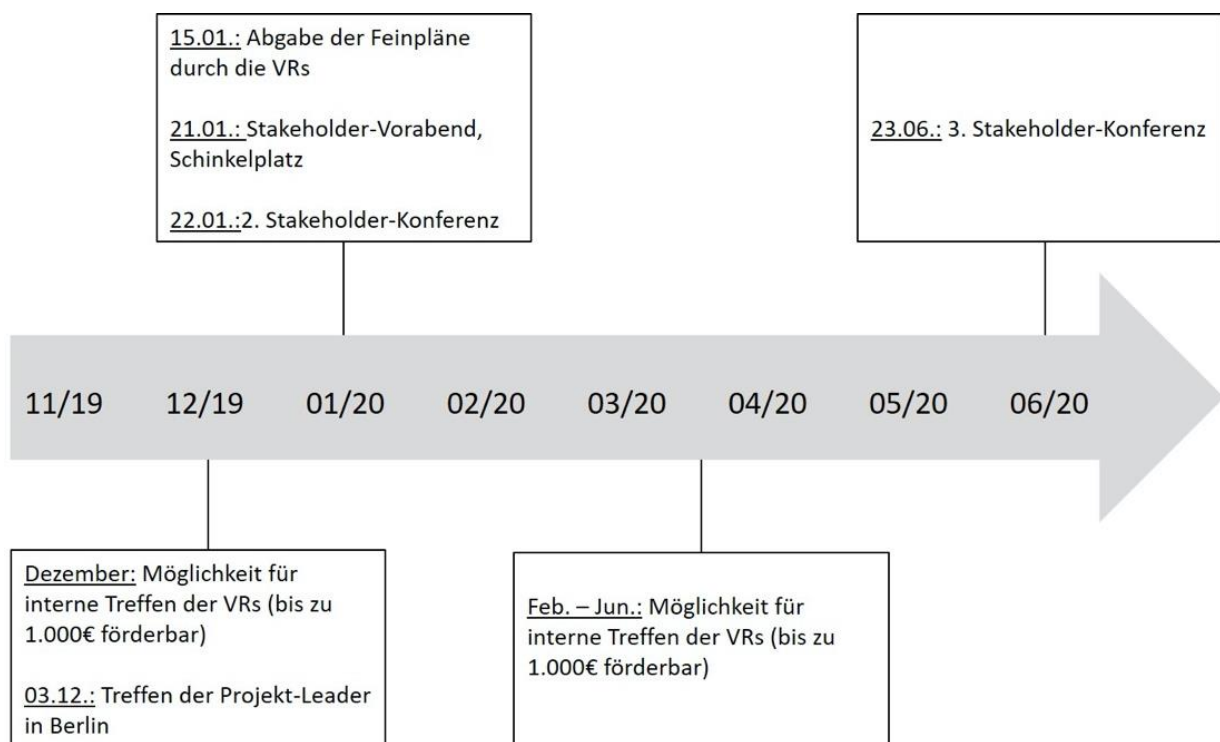 15.01.: Abgabe der Feinpläne
durch die VRs
21.01.: Stakeholder-Vorabend,
Schinkelplatz
22.01.:2. Stakeholder-Konferenz
23.06.: 3. Stakeholder-Konferenz
11/19 12/19 01/20 02/20 03/20 04/20 05/20 06/20
Dezember: Möglichkeit für
interne Treffen der VRs (bis zu
1.000€ förderbar)
03.12.: Treffen der Projekt-Leader
in Berlin
Feb. – Jun.: Möglichkeit für
interne Treffen der VRs (bis zu
1.000€ förderbar)